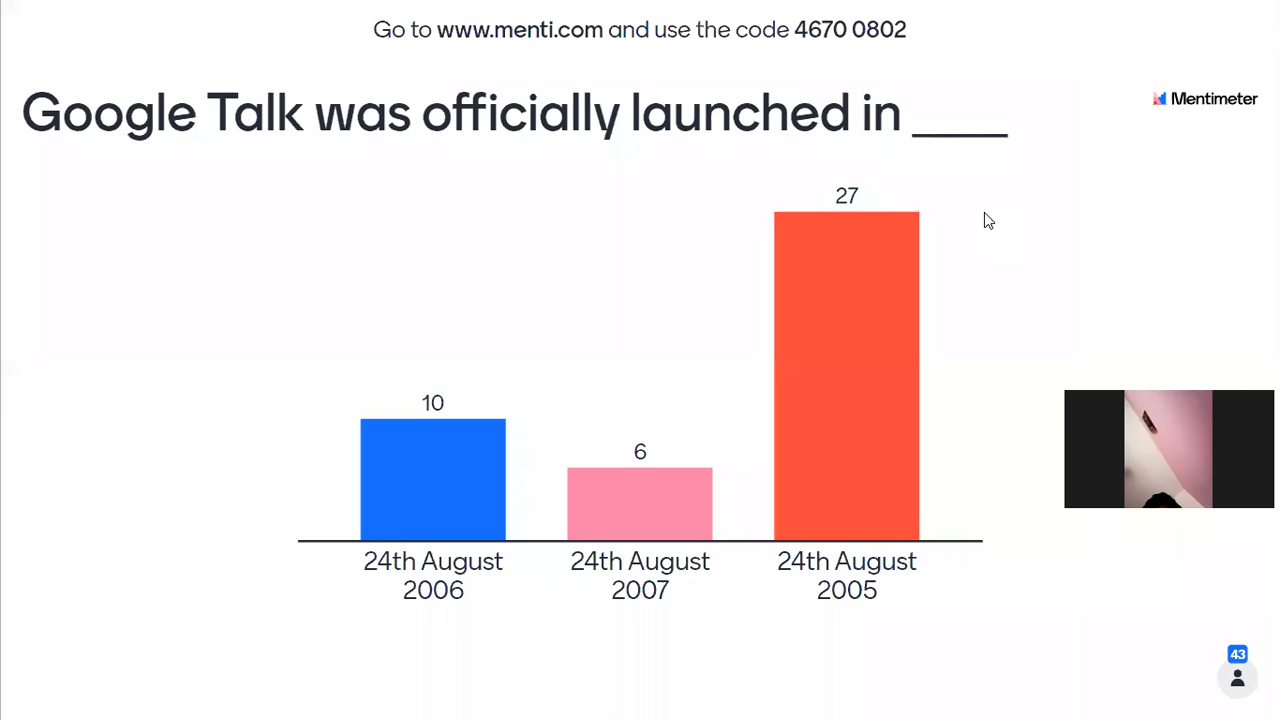 Go to www.menti.com and use the code 4670 0802
Google Talk was officially launched in ____
Mentimeter
27
10
6
24th August
2006
24th August
2007
24th August
2005
43